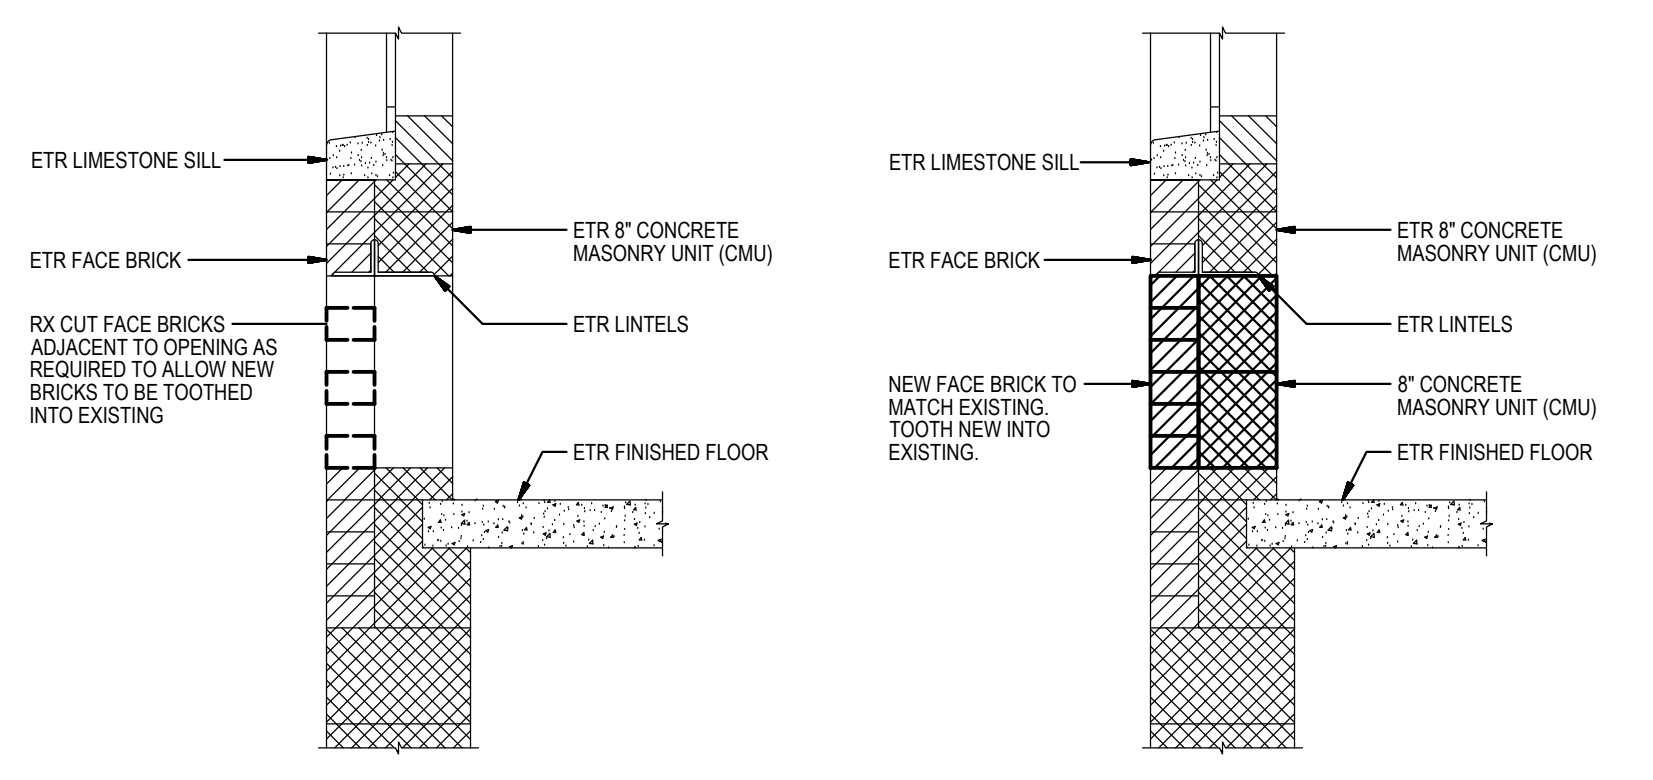 ETR LIMESTONE SILL
ETR 8" CONCRETE
MASONRY UNIT (CMU)
ETR FACE BRICK
RX CUT FACE BRICKS
ADJACENT TO OPENING AS
REQUIRED TO ALLOW NEW
BRICKS TO BE TOOTHED
INTO EXISTING
ETR LINTELS
ETR FINISHED FLOOR
ETR LIMESTONE SILL
ETR 8" CONCRETE
MASONRY UNIT (CMU)
ETR FACE BRICK
ETR LINTELS
NEW FACE BRICK TO
MATCH EXISTING.
TOOTH NEW INTO
EXISTING.
8" CONCRETE
MASONRY UNIT (CMU)
ETR FINISHED FLOOR